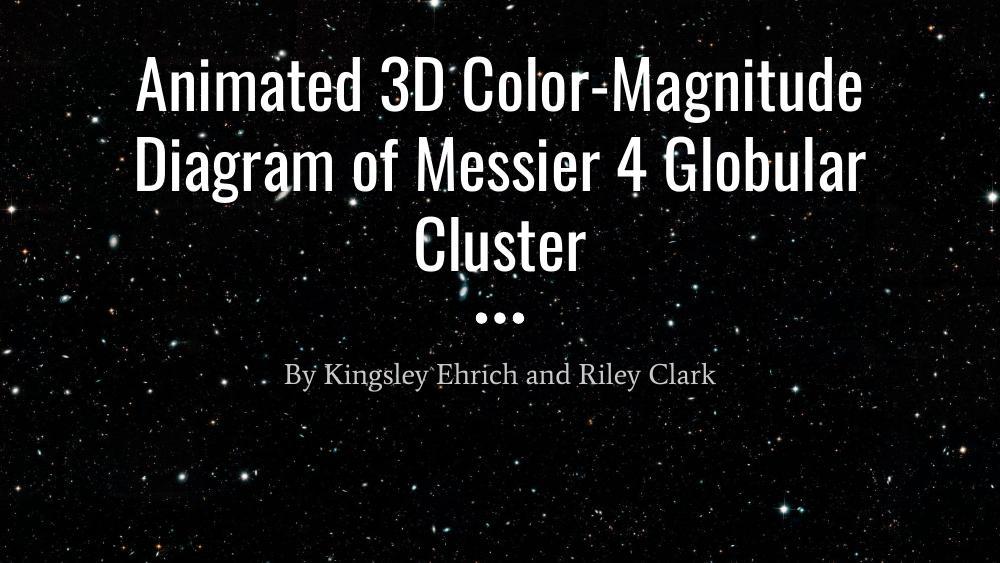 Animated 3D Color-Magnitude
Diagram of Messier 4 Globular
Cluster
By Kingsley Ehrich and Riley Clark